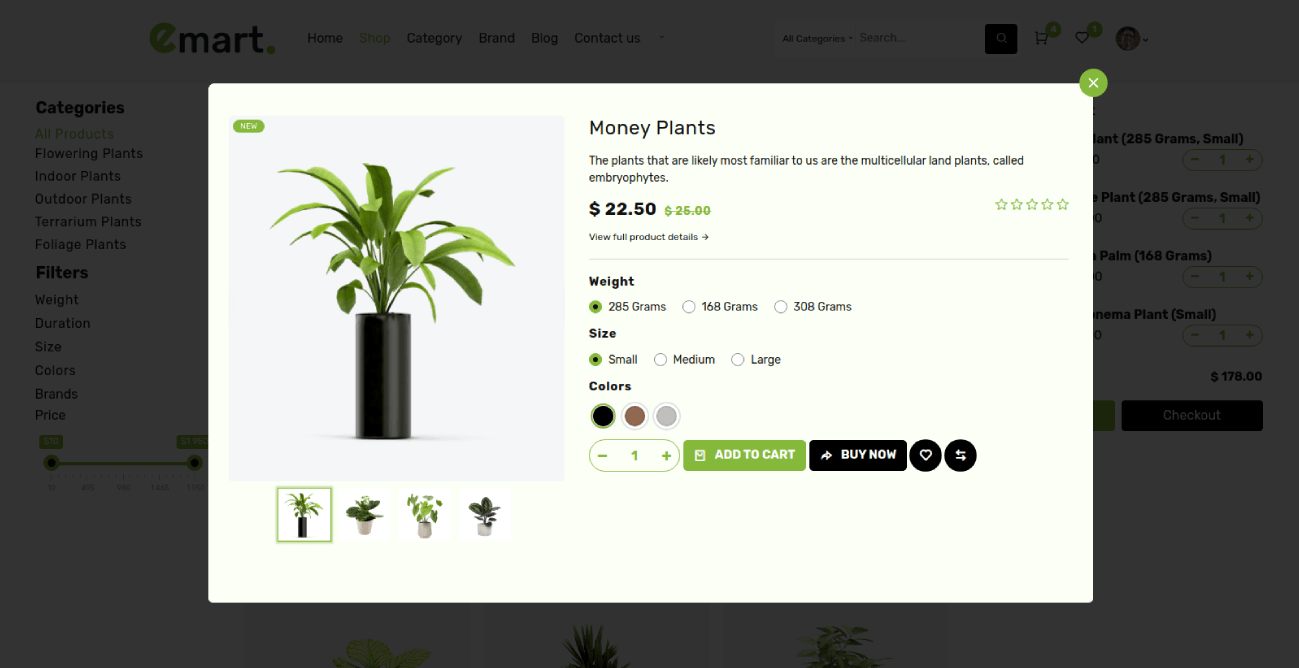 emart.
Home Shop Category Brand Blog Contact us
All Categories Search...
4
1
Categories
All Products
Flowering Plants
Indoor Plants
Outdoor Plants
Terrarium Plants
Foliage Plants
Filters
Weight
Duration
Size
Colors
Brands
Price
NEW
Money Plants
The plants that are likely most familiar to us are the multicellular land plants, called
embryophytes.
$ 22.50 $ 25.00
View full product details →
Weight
285 Grams 168 Grams 308 Grams
Size
Small Medium Large
Colors
− 1 + ADD TO CART BUY NOW
(285 Grams, Small)
− 1 +
Plant (285 Grams, Small)
− 1 +
Palm (168 Grams)
− 1 +
Plant (Small)
− 1 +
$ 178.00
Checkout